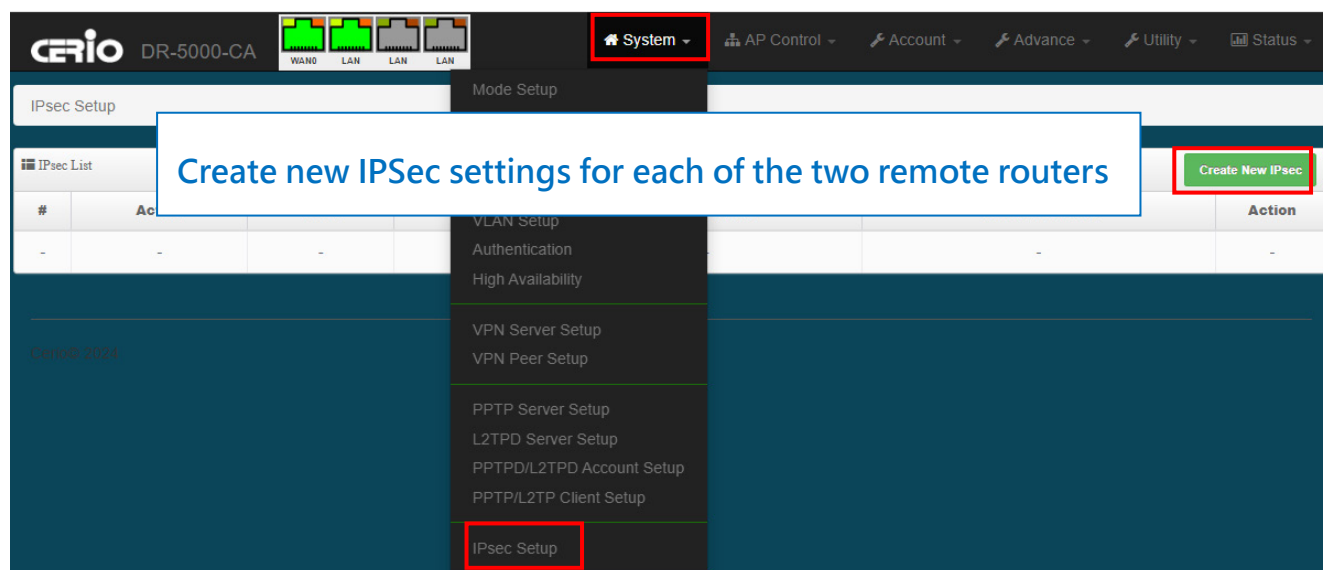 CERIO DR-5000-CA
WAN0 LAN LAN LAN
System AP Control Account Advance Utility Status
IPsec Setup
Mode Setup
Create new IPSec settings for each of the two remote routers
IPsec List
Create New IPsec
# Action
VLAN Setup
- - - - -
Authentication
High Availability
VPN Server Setup
VPN Peer Setup
PPTP Server Setup
L2TPD Server Setup
PPTPD/L2TPD Account Setup
PPTP/L2TP Client Setup
IPsec Setup